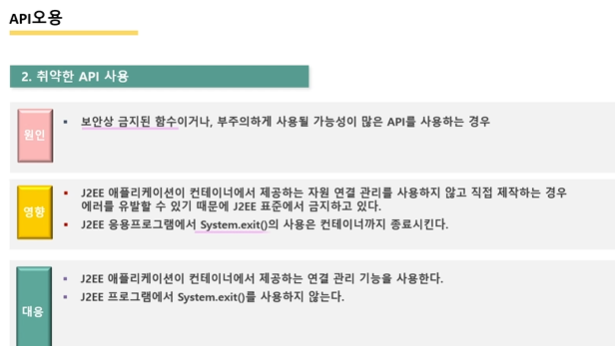 API오용
2. 취약한 API 사용
원인
▪ 보안상 금지된 함수이거나, 부주의하게 사용될 가능성이 많은 API를 사용하는 경우
영향
▪ J2EE 애플리케이션이 컨테이너에서 제공하는 자원 연결 관리를 사용하지 않고 직접 제작하는 경우
에러를 유발할 수 있기 때문에 J2EE 표준에서 금지하고 있다.
▪ J2EE 응용프로그램에서 System.exit()의 사용은 컨테이너까지 종료시킨다.
대응
▪ J2EE 애플리케이션이 컨테이너에서 제공하는 연결 관리 기능을 사용한다.
▪ J2EE 프로그램에서 System.exit()를 사용하지 않는다.